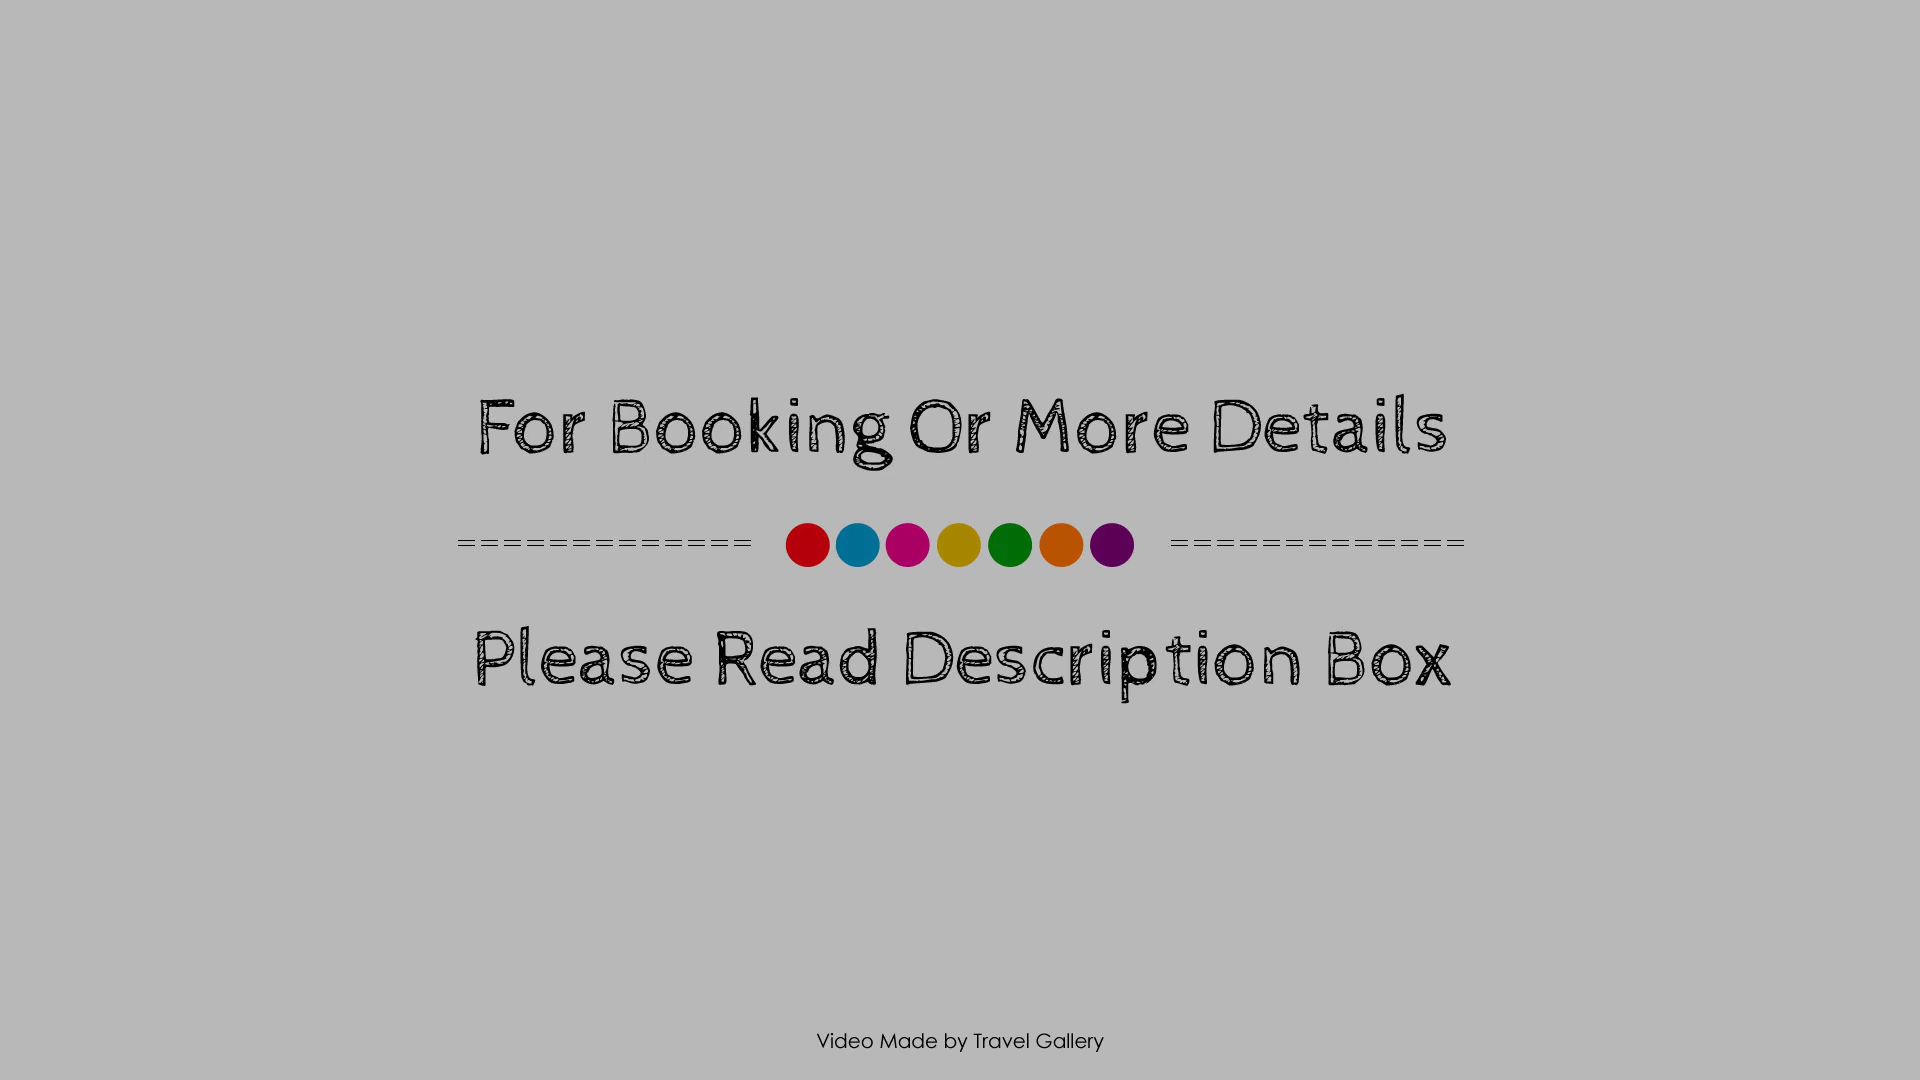 For Booking Or More Details
============= =============
Please Read Description Box
Video Made by Travel Gallery